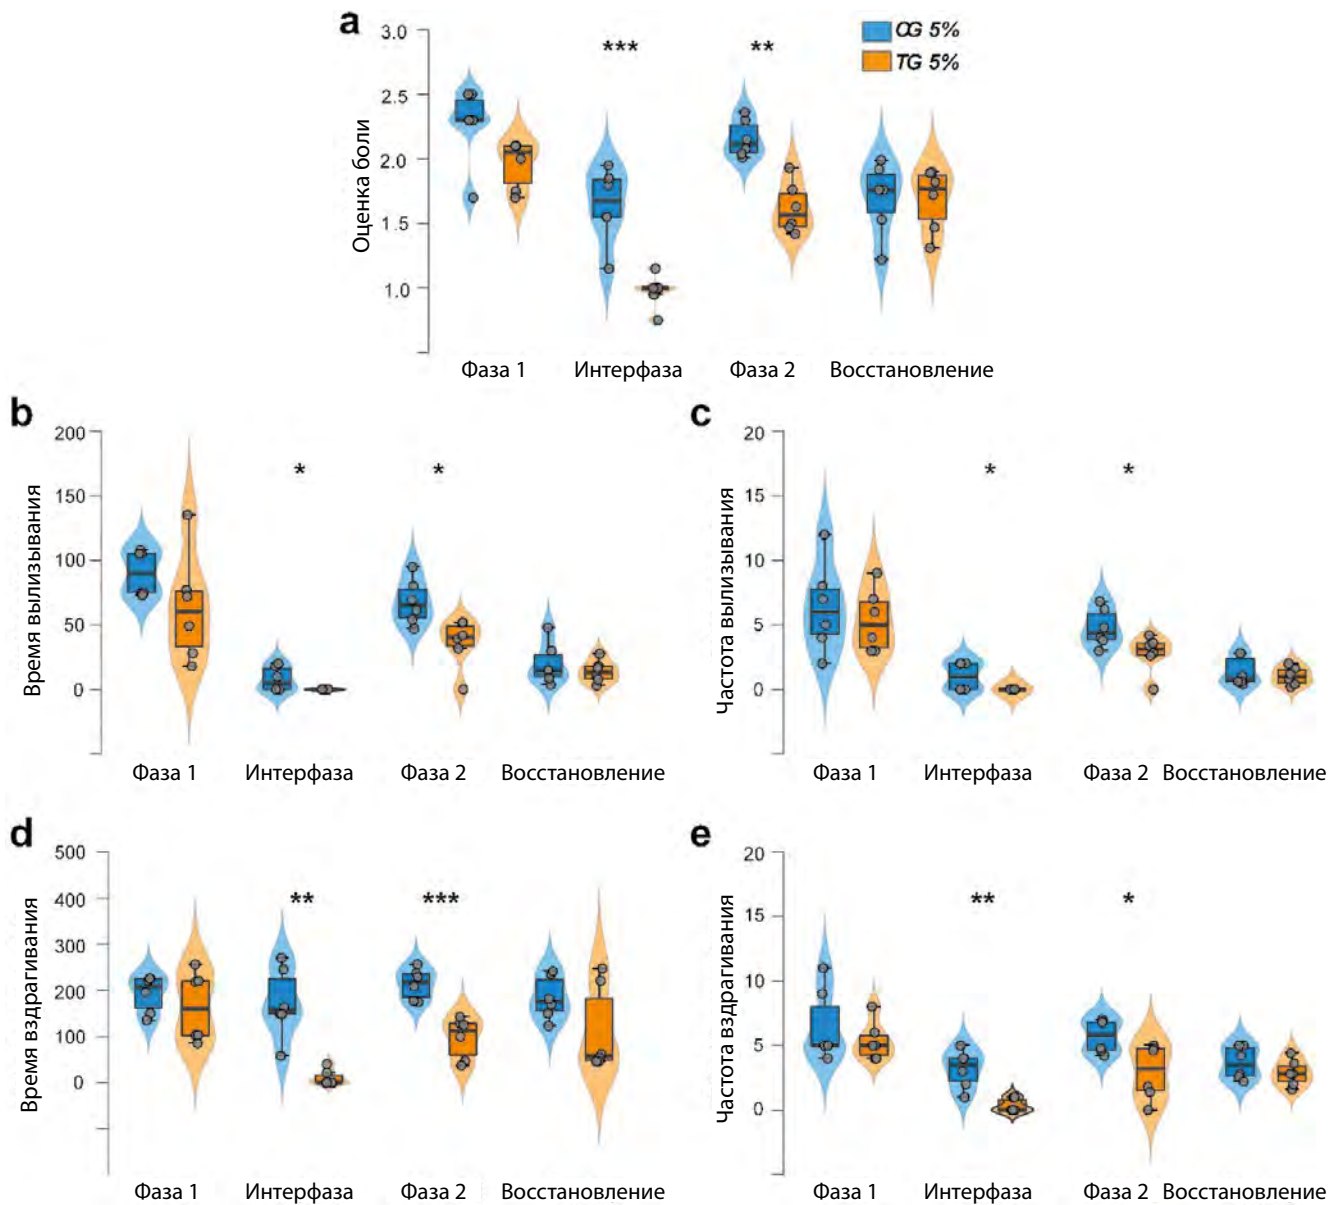 a
3.0
2.5
2.0
1.5
1.0
Оценка боли
***
**
OG 5%
TG 5%
Фаза 1
Интерфаза
Фаза 2
Восстановление
b
200
150
100
50
0
Время вылизывания
*
*
Фаза 1
Интерфаза
Фаза 2
Восстановление
c
20
15
10
5
0
Частота вылизывания
*
*
Фаза 1
Интерфаза
Фаза 2
Восстановление
d
500
400
300
200
100
0
Время вздрагивания
**
***
Фаза 1
Интерфаза
Фаза 2
Восстановление
e
20
15
10
5
0
Частота вздрагивания
**
*
Фаза 1
Интерфаза
Фаза 2
Восстановление